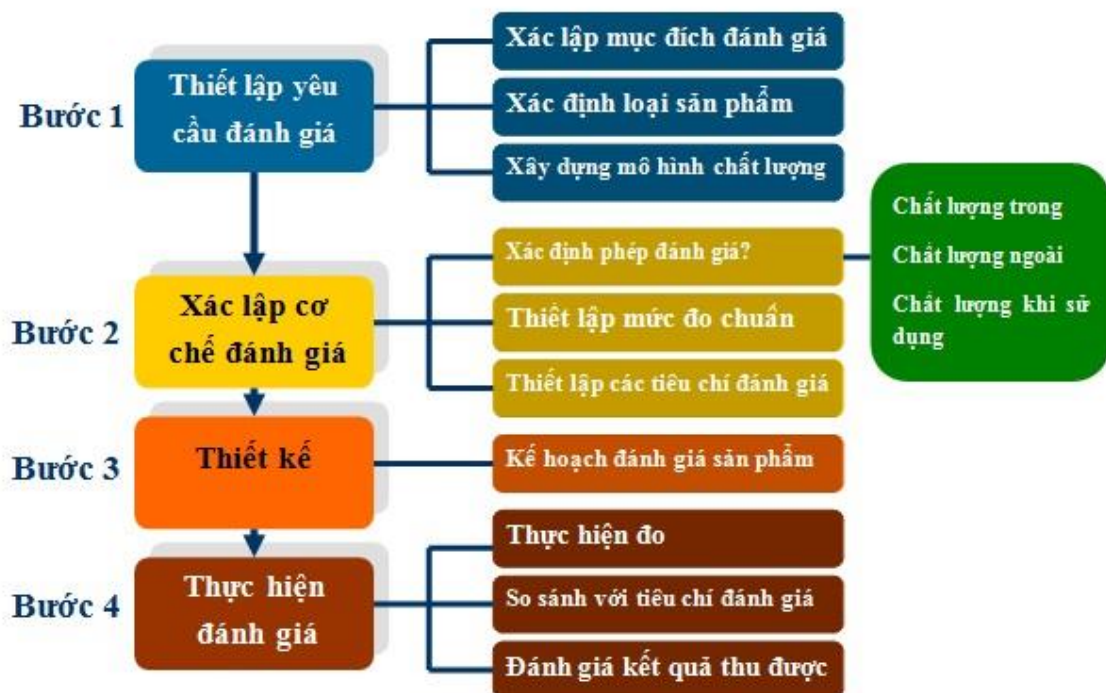 Bước 1
Thiết lập yêu
cầu đánh giá
Xác lập mục đích đánh giá
Xác định loại sản phẩm
Xây dựng mô hình chất lượng
Bước 2
Xác lập cơ
chế đánh giá
Xác định phép đánh giá?
Thiết lập mức đo chuẩn
Thiết lập các tiêu chí đánh giá
Chất lượng trong
Chất lượng ngoài
Chất lượng khi sử
dụng
Bước 3
Thiết kế
Kế hoạch đánh giá sản phẩm
Bước 4
Thực hiện
đánh giá
Thực hiện đo
So sánh với tiêu chí đánh giá
Đánh giá kết quả thu được